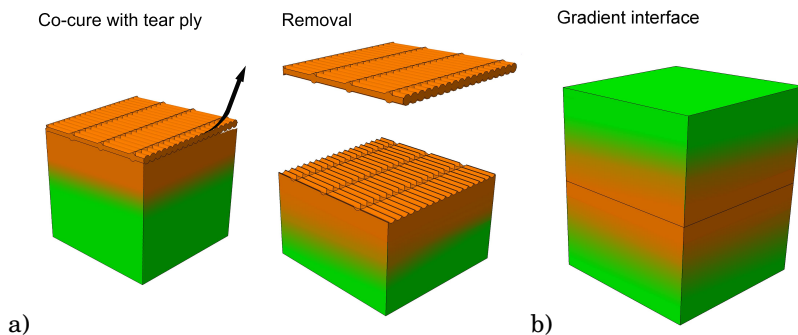 Co-cure with tear ply
Removal
Gradient interface
a)
b)